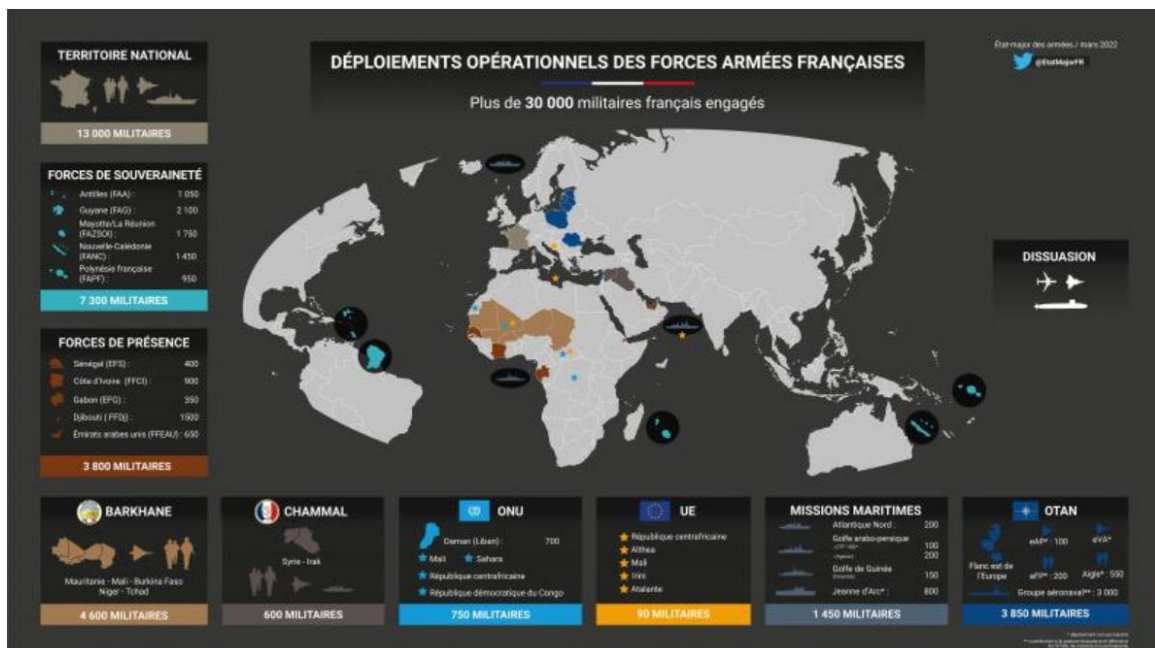 État-major des armées / mars 2022
@EtatMajorFR
DÉPLOIEMENTS OPÉRATIONNELS DES FORCES ARMÉES FRANÇAISES
Plus de 30 000 militaires français engagés
TERRITOIRE NATIONAL
13 000 MILITAIRES
FORCES DE SOUVERAINETÉ
Antilles (FAA) : 1 050
Guyane (FAG) : 2 100
Mayotte/La Réunion
(FAZSOI) : 1 750
Nouvelle-Calédonie
(FANC) : 1 450
Polynésie française
(FAPF) : 950
7 300 MILITAIRES
FORCES DE PRÉSENCE
Sénégal (EFS) : 400
Côte d'Ivoire (FFCI) : 900
Gabon (EFG) : 350
Djibouti ( FFDj) : 1500
Émirats arabes unis (FFEAU) : 650
3 800 MILITAIRES
DISSUASION
BARKHANE
Mauritanie - Mali - Burkina Faso
Niger - Tchad
4 600 MILITAIRES
CHAMMAL
Syrie - Irak
600 MILITAIRES
ONU
Daman (Liban) : 700
Mali Sahara
République centrafricaine
République démocratique du Congo
750 MILITAIRES
UE
République centrafricaine
Althea
Mali
Irini
Atalante
90 MILITAIRES
MISSIONS MARITIMES
Atlantique Nord : 200
Golfe arabo-persique
100
200
Golfe de Guinée
150
Jeanne d'Arc* : 800
1 450 MILITAIRES
OTAN
eAP* : 100 eVA*
Flanc est de
l'Europe
eFP* : 200 Aigle* : 550
Groupe aéronaval** : 3 000
3 850 MILITAIRES